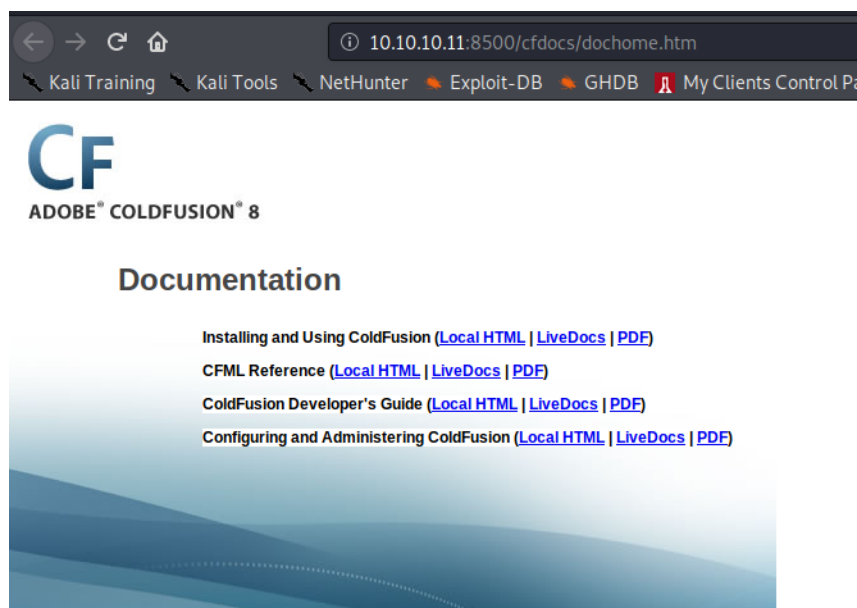 10.10.10.11:8500/cfdocs/dochome.htm
Kali Training Kali Tools NetHunter Exploit-DB GHDB My Clients Control
CF
ADOBE® COLDFUSION® 8
Documentation
Installing and Using ColdFusion (Local HTML | LiveDocs | PDF)
CFML Reference (Local HTML | LiveDocs | PDF)
ColdFusion Developer's Guide (Local HTML | LiveDocs | PDF)
Configuring and Administering ColdFusion (Local HTML | LiveDocs | PDF)